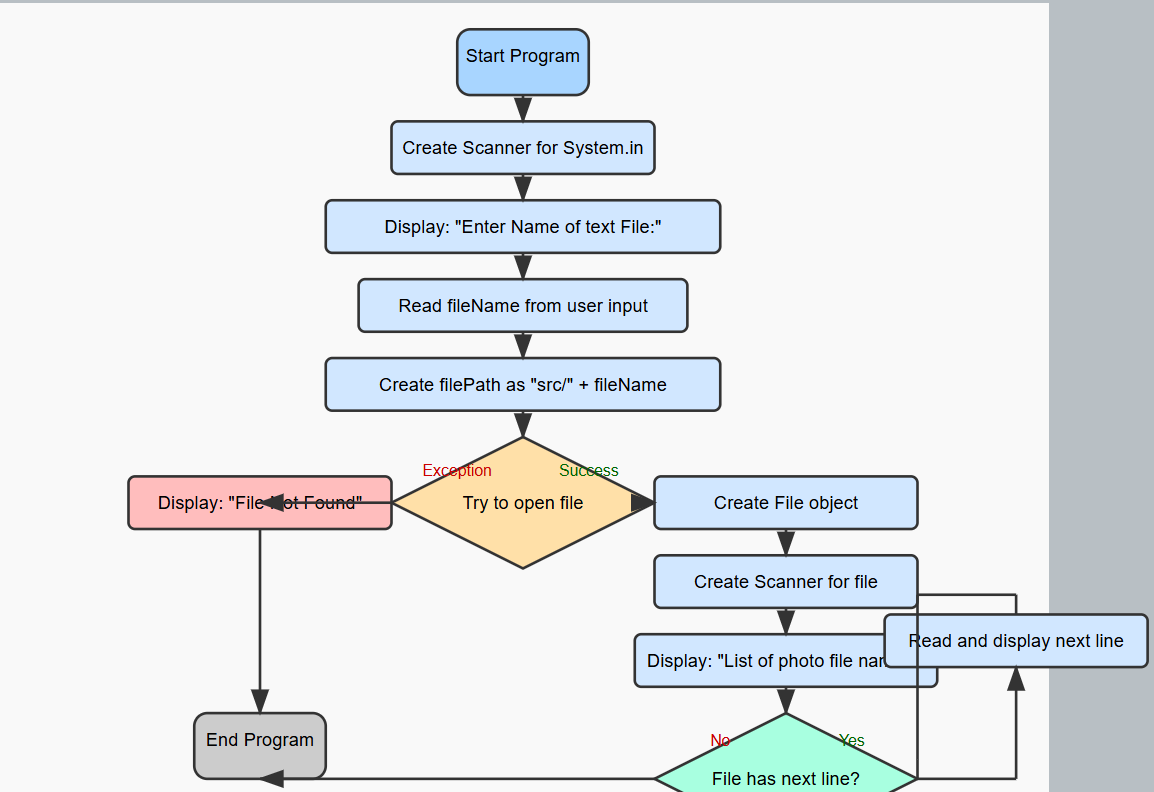 Start Program
Create Scanner for System.in
Display: "Enter Name of text File:"
Read fileName from user input
Create filePath as "src/" + fileName
Exception
Success
Display: "File Not Found"
Try to open file
Create File object
Create Scanner for file
Read and display next line
Display: "List of photo file
End Program
No
Yes
File has next line?